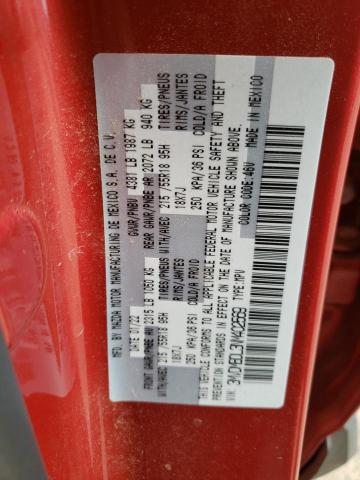 MFD. BY MAZDA MOTOR MANUFACTURING DE MEXICO S.A. DE C.V.
DATE 01/22 GVWR/PNBV 4381 LB 1987 KG
FRONT GAWR/PNBE AV 2315 LB 1050 KG REAR GAWR/PNBE AR 2072 LB 940 KG
WITH/AVEC 215/55R18 95H TIRES/PNEUS WITH/AVEC 215/55R18 95H TIRES/PNEUS
18X7J RIMS/JANTES 18X7J RIMS/JANTES
250 KPA/36 PSI COLD/A FROID 250 KPA/36 PSI COLD/A FROID
THIS VEHICLE CONFORMS TO ALL APPLICABLE FEDERAL MOTOR VEHICLE SAFETY AND THEFT
PREVENTION STANDARDS IN EFFECT ON THE DATE OF MANUFACTURE SHOWN ABOVE.
TYPE:MPV COLOR CODE:46V MADE IN MEXICO
VIN: